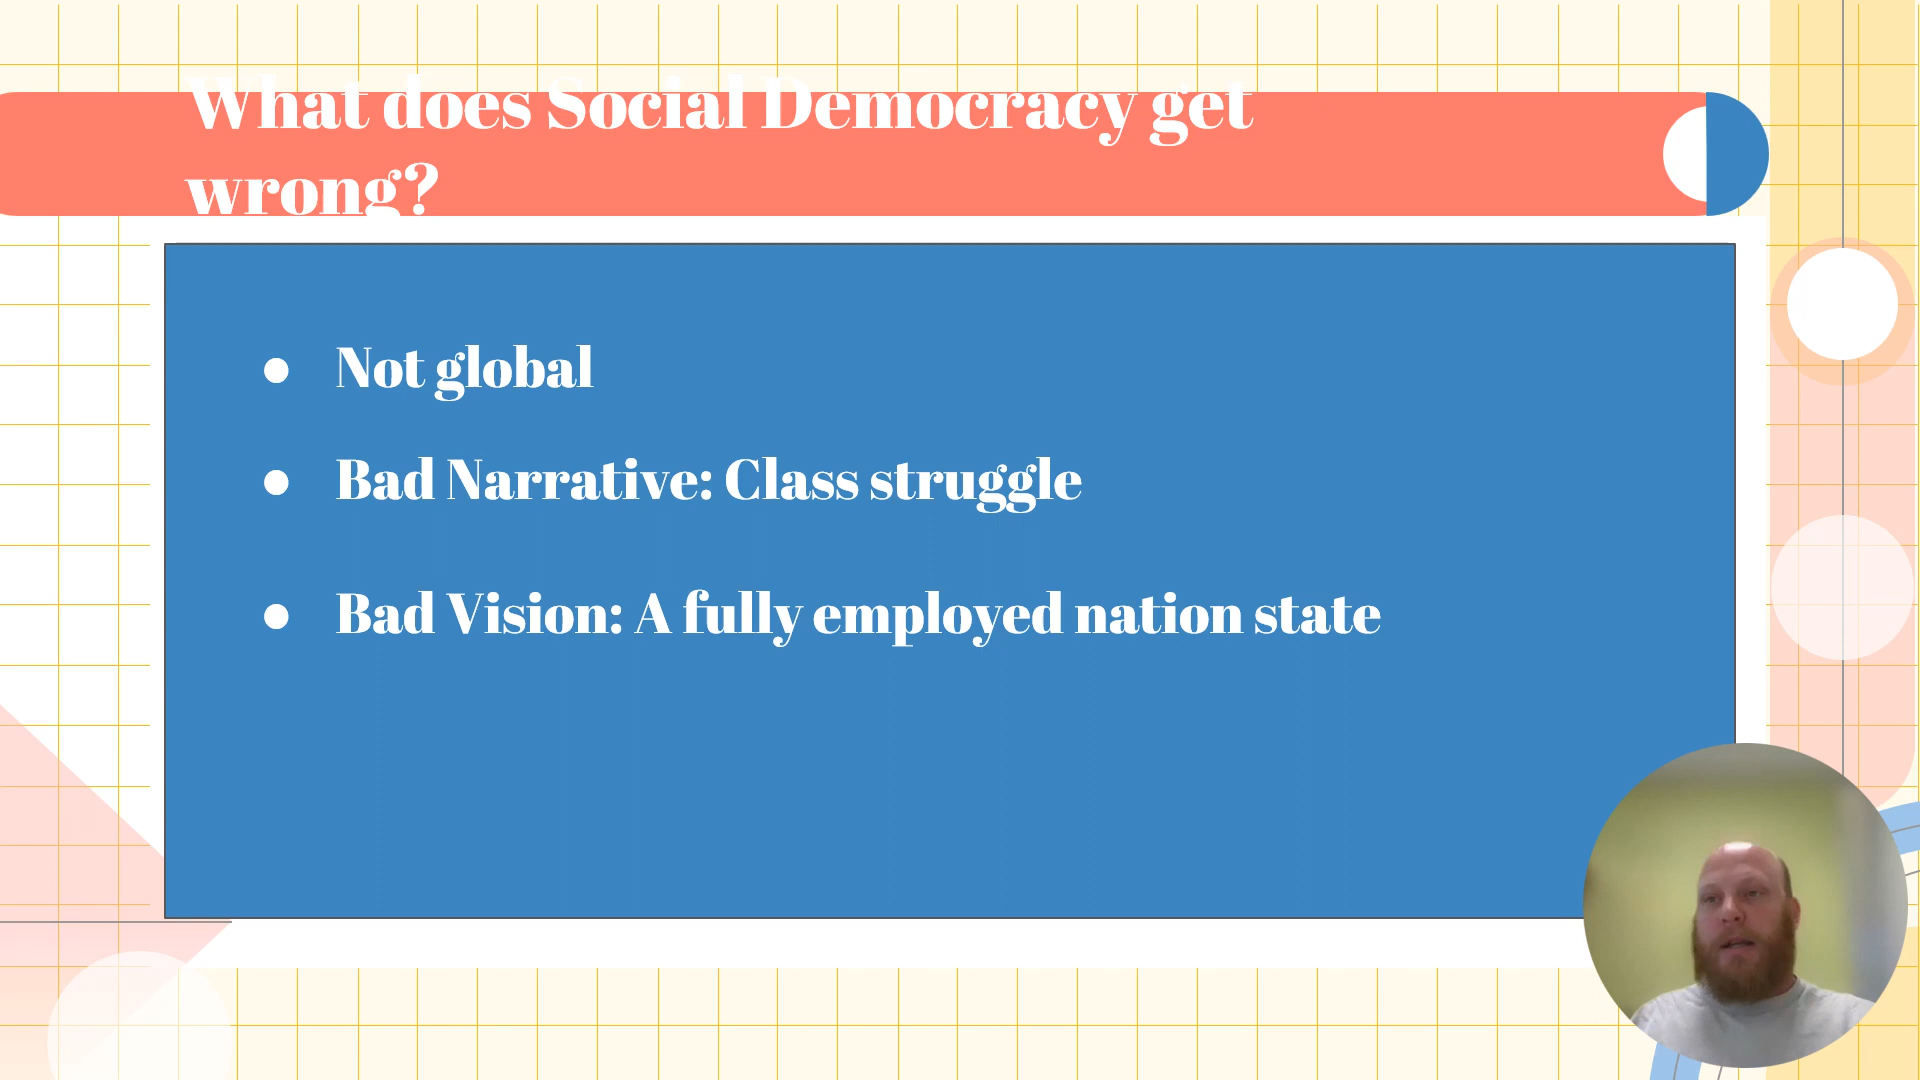 What does Social Democracy get
wrong?
● Not global
● Bad Narrative: Class struggle
● Bad Vision: A fully employed nation state